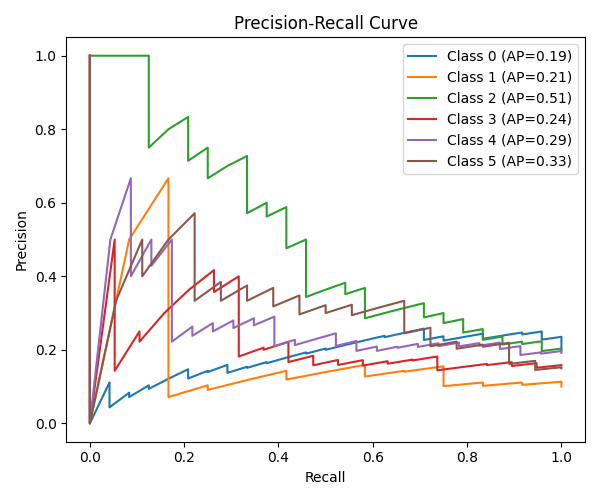 Precision-Recall Curve
Class 0 (AP=0.19)
Class 1 (AP=0.21)
Class 2 (AP=0.51)
Class 3 (AP=0.24)
Class 4 (AP=0.29)
Class 5 (AP=0.33)
Precision
1.0
0.8
0.6
0.4
0.2
0.0
0.0 0.2 0.4 0.6 0.8 1.0
Recall